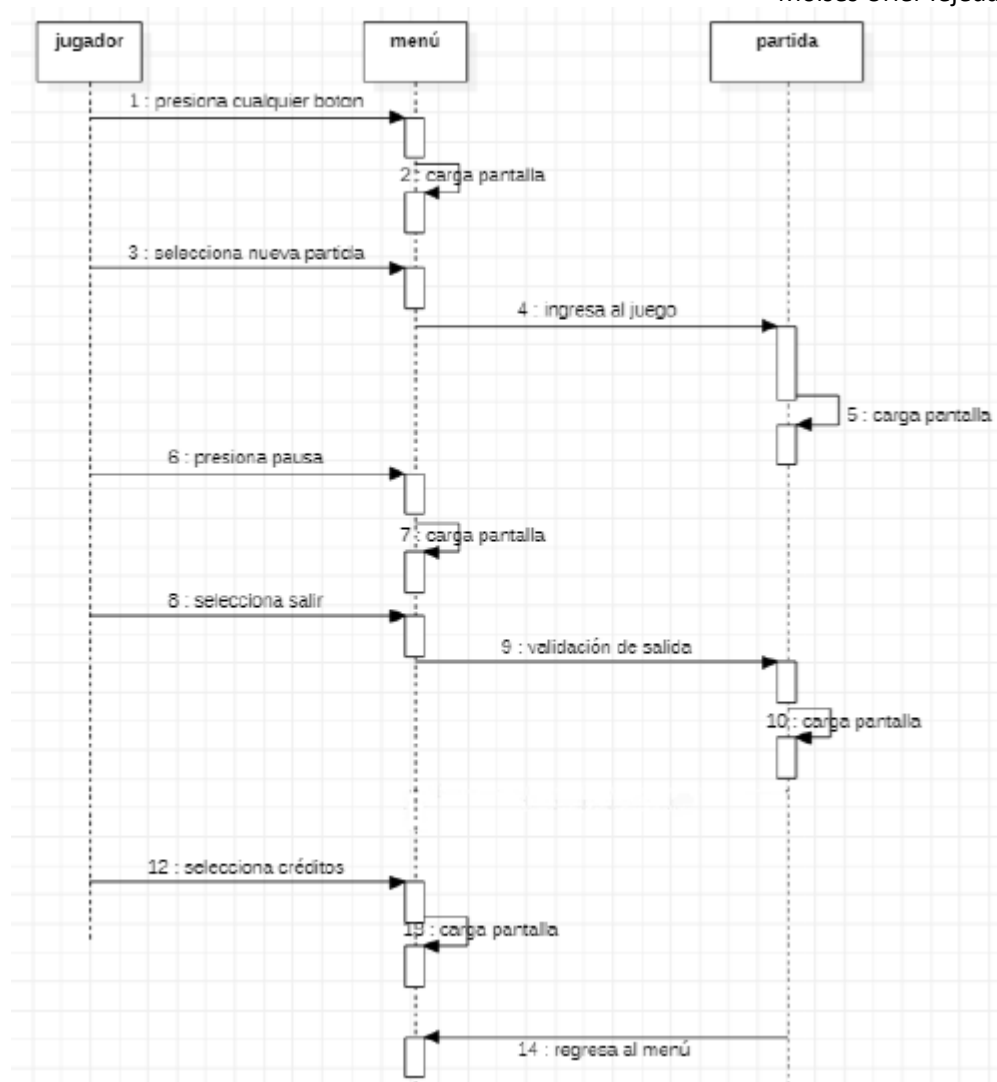 jugador
menú
partida
1 : presiona cualquier boton
2 : carga pantalla
3 : selecciona nueva partida
4 : ingresa al juego
5 : carga pantalla
6 : presiona pausa
7 : carga pantalla
8 : selecciona salir
9 : validación de salida
10 : carga pantalla
12 : selecciona créditos
13 : carga pantalla
14 : regresa al menú